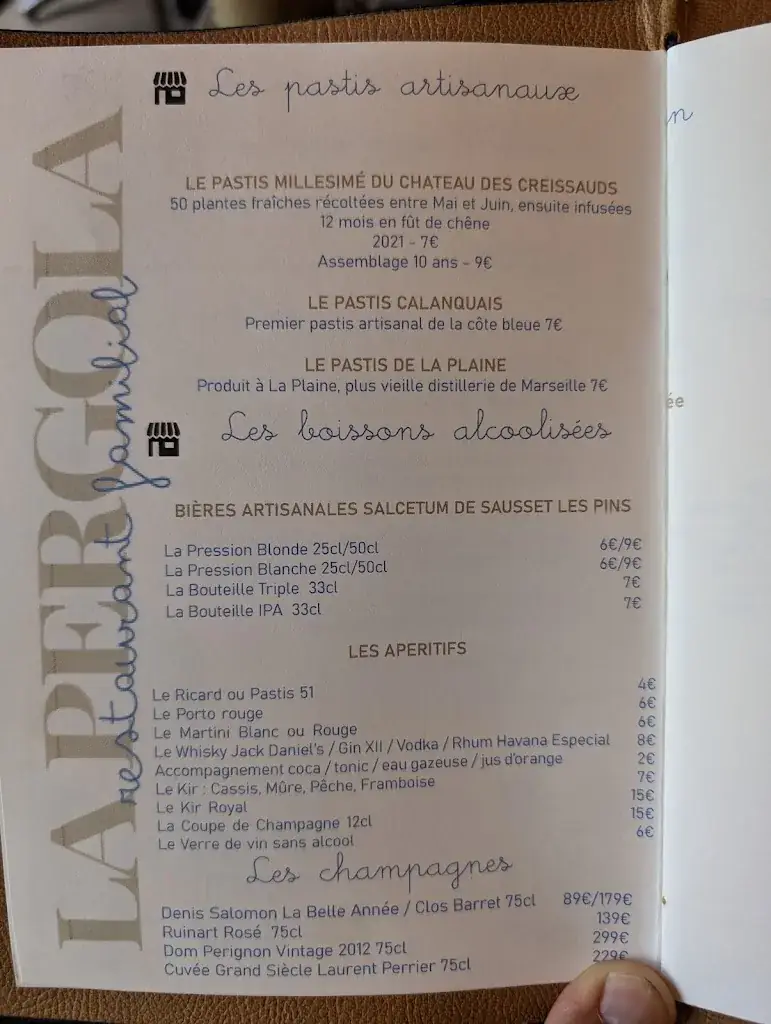 LA PERGOLA
restaurant familial
Les pastis artisanaux
LE PASTIS MILLESIMÉ DU CHATEAU DES CREISSAUDS
50 plantes fraîches récoltées entre Mai et Juin, ensuite infusées
12 mois en fût de chêne
2021 - 7€
Assemblage 10 ans - 9€
LE PASTIS CALANQUAIS
Premier pastis artisanal de la côte bleue 7€
LE PASTIS DE LA PLAINE
Produit à La Plaine, plus vieille distillerie de Marseille 7€
Les boissons alcoolisées
BIÈRES ARTISANALES SALCETUM DE SAUSSET LES PINS
La Pression Blonde 25cl/50cl 6€/9€
La Pression Blanche 25cl/50cl 6€/9€
La Bouteille Triple 33cl 7€
La Bouteille IPA 33cl 7€
LES APERITIFS
Le Ricard ou Pastis 51 4€
Le Porto rouge 6€
Le Martini Blanc ou Rouge 6€
Le Whisky Jack Daniel's / Gin XII / Vodka / Rhum Havana Especial 8€
Accompagnement coca / tonic / eau gazeuse / jus d'orange 2€
Le Kir : Cassis, Mûre, Pêche, Framboise 7€
Le Kir Royal 15€
La Coupe de Champagne 12cl 15€
Le Verre de vin sans alcool 6€
Les champagnes
Denis Salomon La Belle Année / Clos Barret 75cl 89€/179€
Ruinart Rosé 75cl 139€
Dom Perignon Vintage 2012 75cl 299€
Cuvée Grand Siècle Laurent Perrier 75cl 229€
n
ée